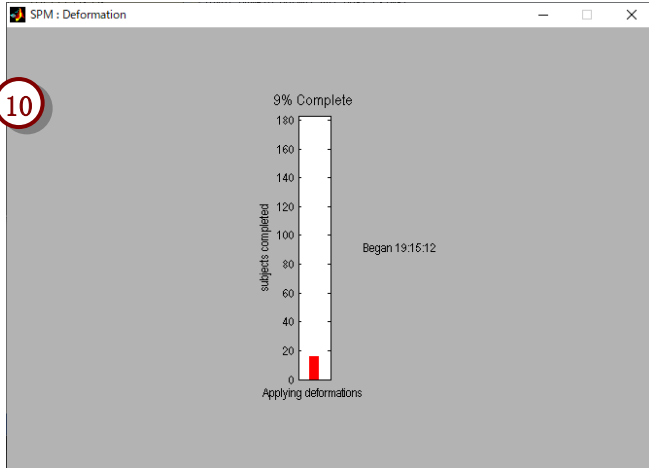 SPM : Deformation
10
9% Complete
180
160
140
120
100
80
60
40
20
0
subjects completed
Began 19:15:12
Applying deformations